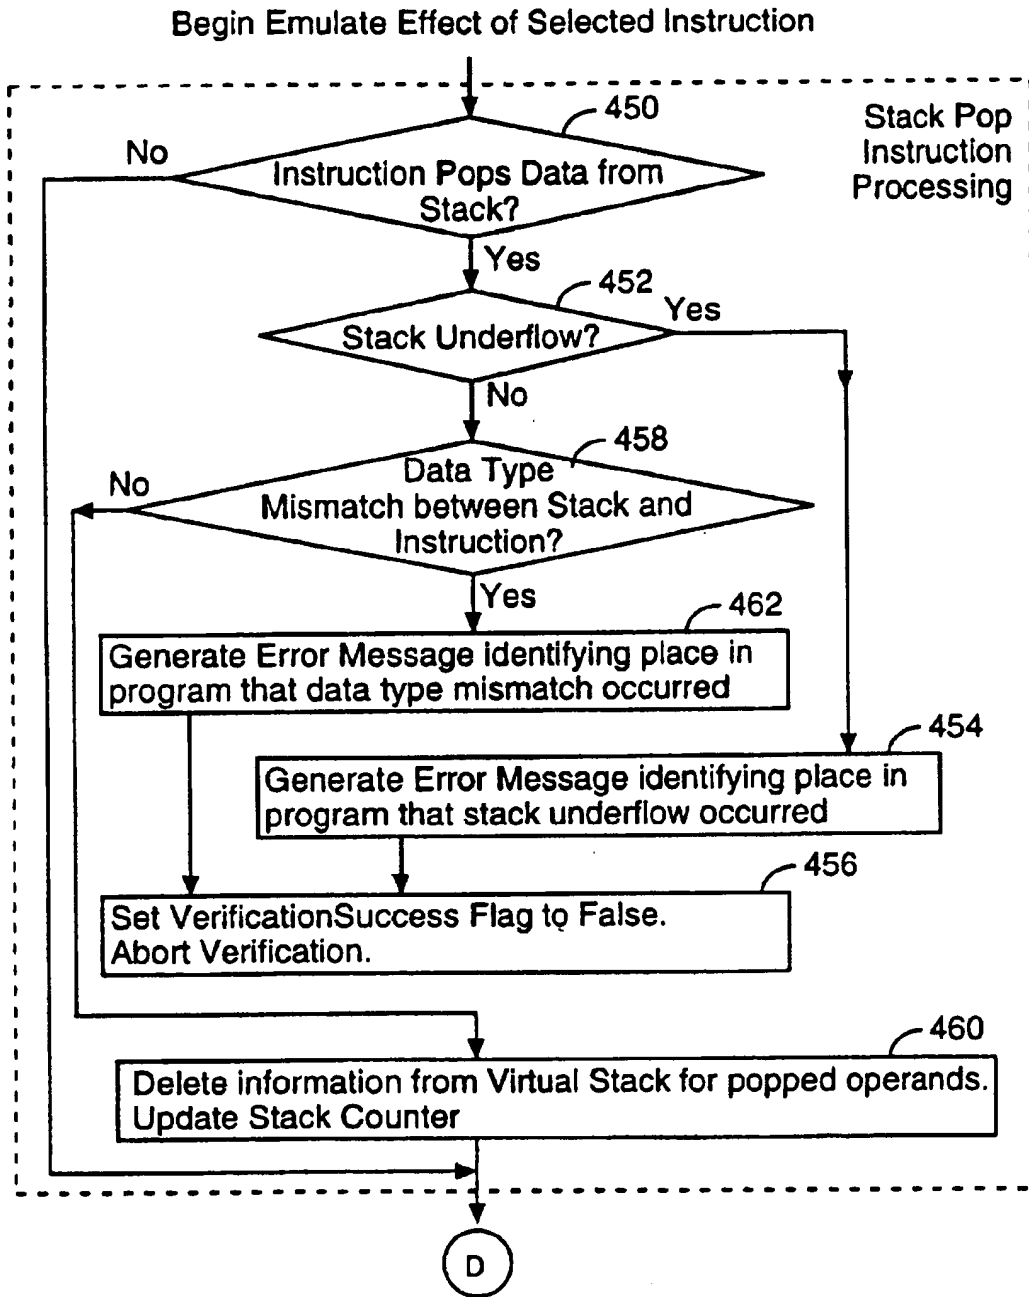 Begin Emulate Effect of Selected Instruction
450
Stack Pop
Instruction
Processing
No
Instruction Pops Data from
Stack?
Yes
452
Yes
Stack Underflow?
No
458
No
Data Type
Mismatch between Stack and
Instruction?
Yes
462
Generate Error Message identifying place in
program that data type mismatch occurred
454
Generate Error Message identifying place in
program that stack underflow occurred
456
Set VerificationSuccess Flag to False.
Abort Verification.
460
Delete information from Virtual Stack for popped operands.
Update Stack Counter
D